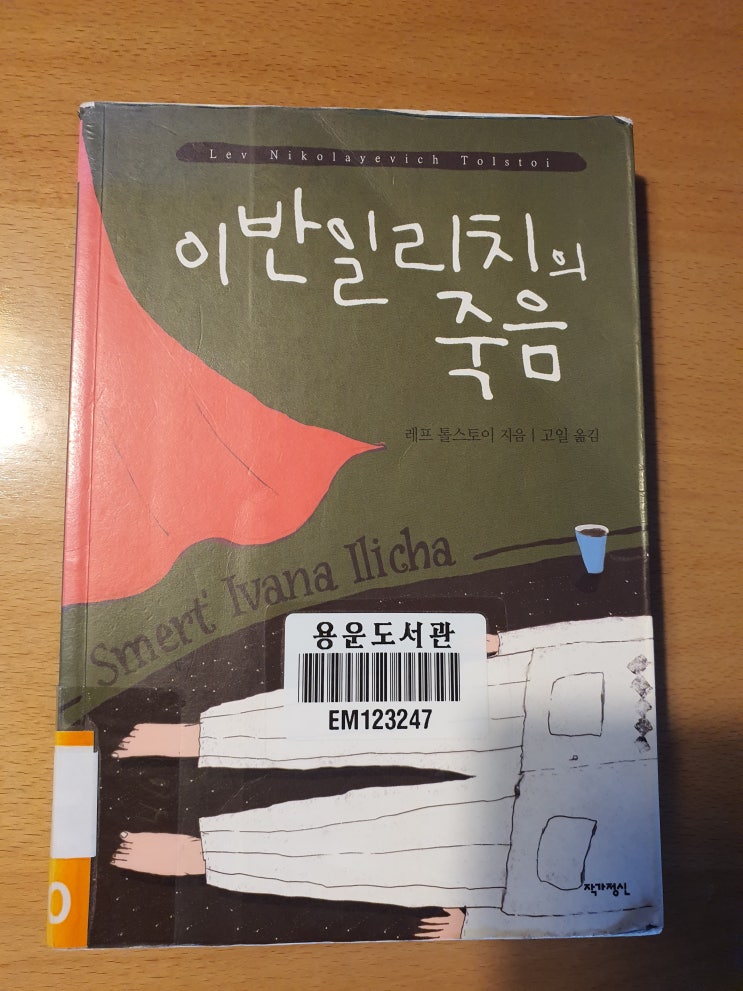 Lev Nikolayevich Tolstoi
이반일리치의
죽음
레프 톨스토이 지음 | 고일 옮김
Smert' Ivana Ilicha
용운도서관
EM123247
작가정신
O